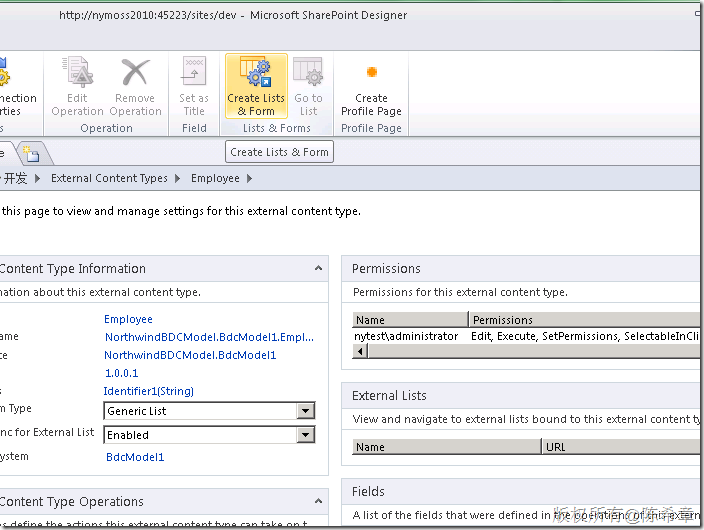 http://nymoss2010:45223/sites/dev - Microsoft SharePoint Designer
nection
rties
s
Edit
Operation
Remove
Operation
Operation
Set as
Title
Field
Create Lists
& Form
Go to
List
Lists & Forms
Create
Profile Page
Profile Page
e
Create Lists & Form
开发 External Content Types Employee
this page to view and manage settings for this external content type.
Content Type Information
mation about this external content type.
Employee
ame NorthwindBDCModel.BdcModel1.Empl...
ce NorthwindBDCModel.BdcModel1
1.0.0.1
s Identifier1(String)
m Type Generic List
nc for External List Enabled
ystem BdcModel1
Content Type Operations
s define the actions this external content type can take on t
Permissions
Permissions for this external content type.
Name Permissions
nytest\administrator Edit, Execute, SetPermissions, SelectableInCli
External Lists
View and navigate to external lists bound to this external content ty
Name URL
Fields
A list of the fields that were defined in the operations of this extern
版权所有@陈希章